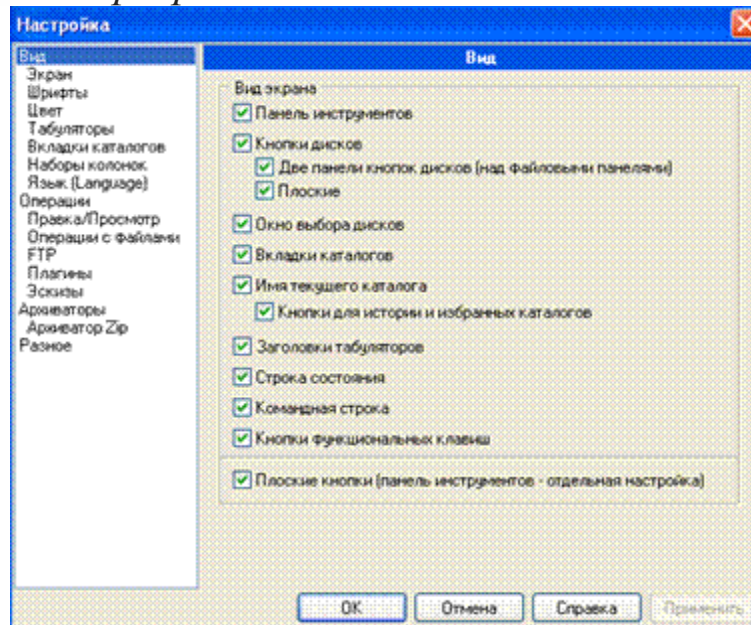 Настройка
Вид
Экран
Шрифты
Цвет
Табуляторы
Вкладки каталогов
Наборы колонок
Язык (Language)
Операции
Правка/Просмотр
Операции с файлами
FTP
Плагины
Эскизы
Архиваторы
Архиватор Zip
Разное
Вид
Вид экрана
Панель инструментов
Кнопки дисков
Две панели кнопок дисков (над файловыми панелями)
Плоские
Окно выбора дисков
Вкладки каталогов
Имя текущего каталога
Кнопки для истории и избранных каталогов
Заголовки табуляторов
Строка состояния
Командная строка
Кнопки функциональных клавиш
Плоские кнопки (панель инструментов - отдельная настройка)
OK Отмена Справка Применить